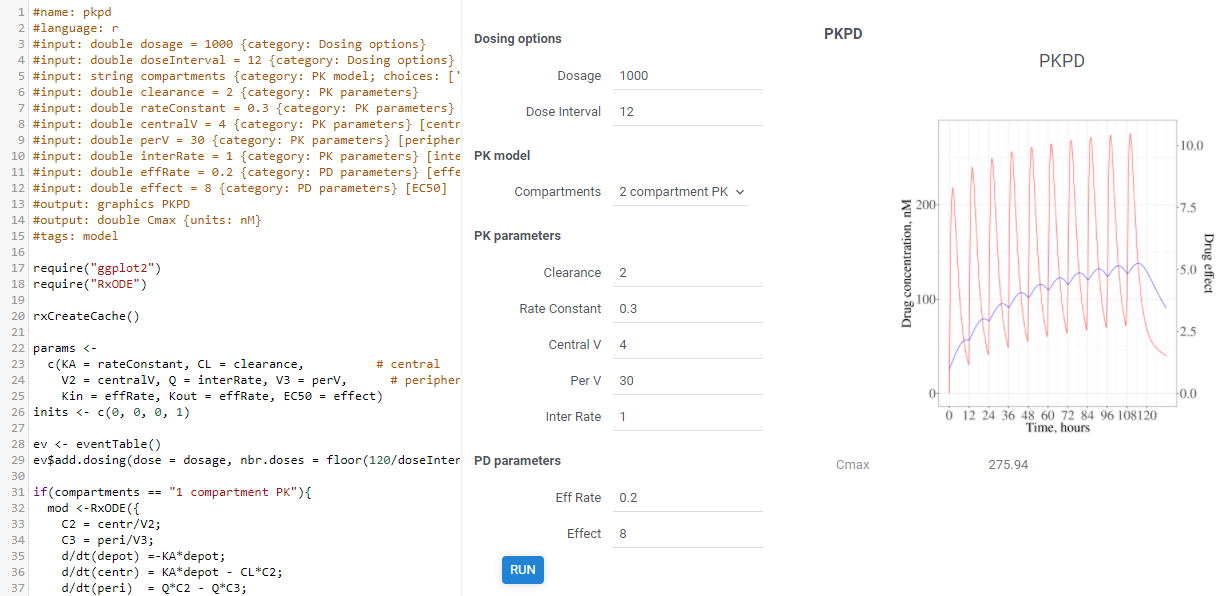 1 #name: pkpd
2 #language: r
3 #input: double dosage = 1000 {category: Dosing options}
4 #input: double doseInterval = 12 {category: Dosing options}
5 #input: string compartments {category: PK model; choices: ['
6 #input: double clearance = 2 {category: PK parameters}
7 #input: double rateConstant = 0.3 {category: PK parameters}
8 #input: double centralV = 4 {category: PK parameters} [centr
9 #input: double perV = 30 {category: PK parameters} [peripher
10 #input: double interRate = 1 {category: PK parameters} [inte
11 #input: double effRate = 0.2 {category: PD parameters} [effe
12 #input: double effect = 8 {category: PD parameters} [EC50]
13 #output: graphics PKPD
14 #output: double Cmax {units: nM}
15 #tags: model
16
17 require("ggplot2")
18 require("RxODE")
19
20 rxCreateCache()
21
22 params <-
23   c(KA = rateConstant, CL = clearance,          # central
24     V2 = centralV, Q = interRate, V3 = perV,      # peripher
25     Kin = effRate, Kout = effRate, EC50 = effect)
26 inits <- c(0, 0, 0, 1)
27
28 ev <- eventTable()
29 ev$add.dosing(dose = dosage, nbr.doses = floor(120/doseInter
30
31 if(compartments == "1 compartment PK"){
32   mod <-RxODE({
33     C2 = centr/V2;
34     C3 = peri/V3;
35     d/dt(depot) =-KA*depot;
36     d/dt(centr) = KA*depot - CL*C2;
37     d/dt(peri)  = Q*C2 - Q*C3;
Dosing options
Dosage 1000
Dose Interval 12
PK model
Compartments 2 compartment PK
PK parameters
Clearance 2
Rate Constant 0.3
Central V 4
Per V 30
Inter Rate 1
PD parameters
Eff Rate 0.2
Effect 8
RUN
PKPD
PKPD
Drug concentration, nM
200
100
0
10.0
7.5
5.0
2.5
0.0
Drug effect
0 12 24 36 48 60 72 84 96 108 120
Time, hours
Cmax 275.94